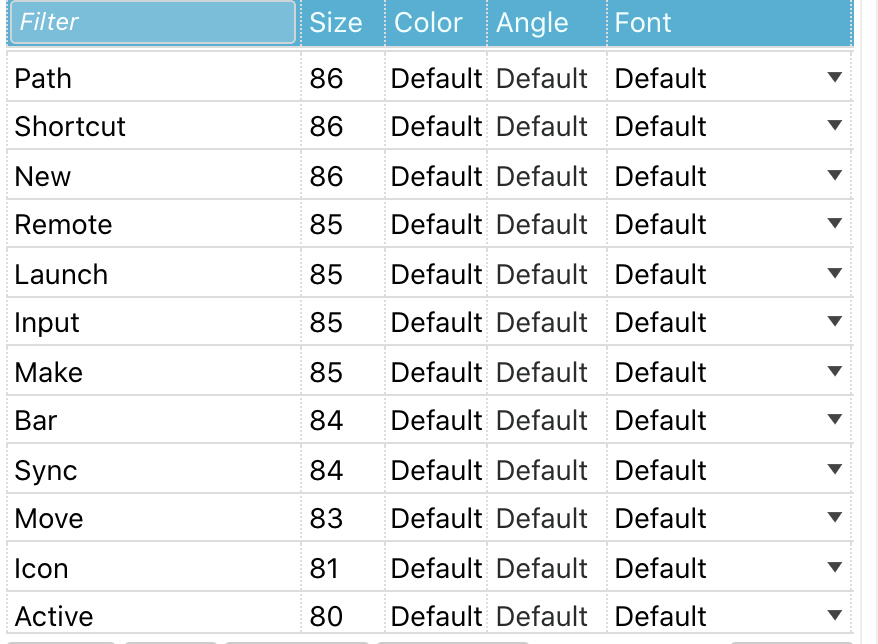 Filter Size Color Angle Font
Path 86 Default Default Default
Shortcut 86 Default Default Default
New 86 Default Default Default
Remote 85 Default Default Default
Launch 85 Default Default Default
Input 85 Default Default Default
Make 85 Default Default Default
Bar 84 Default Default Default
Sync 84 Default Default Default
Move 83 Default Default Default
Icon 81 Default Default Default
Active 80 Default Default Default